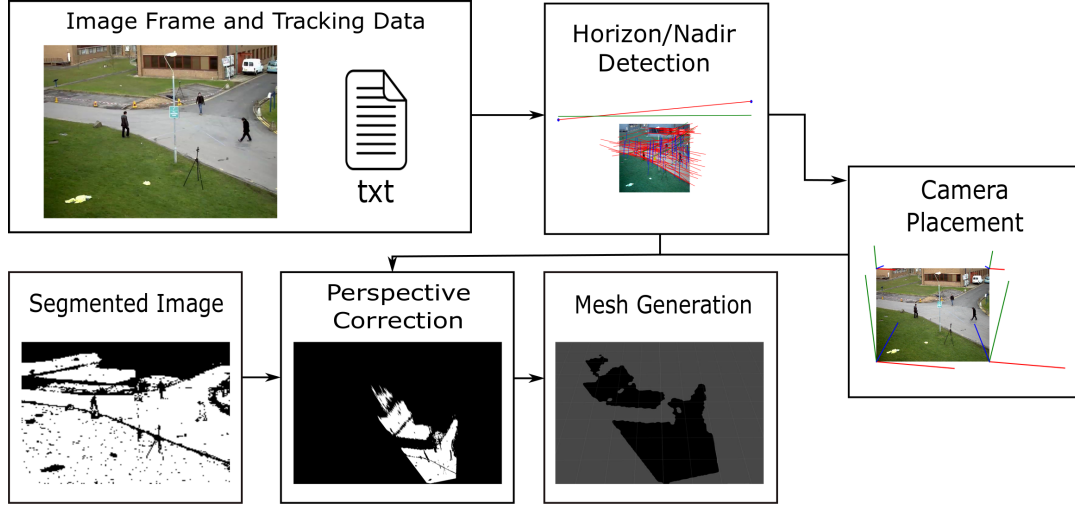 Image Frame and Tracking Data
txt
Horizon/Nadir
Detection
Camera
Placement
Segmented Image
Perspective
Correction
Mesh Generation